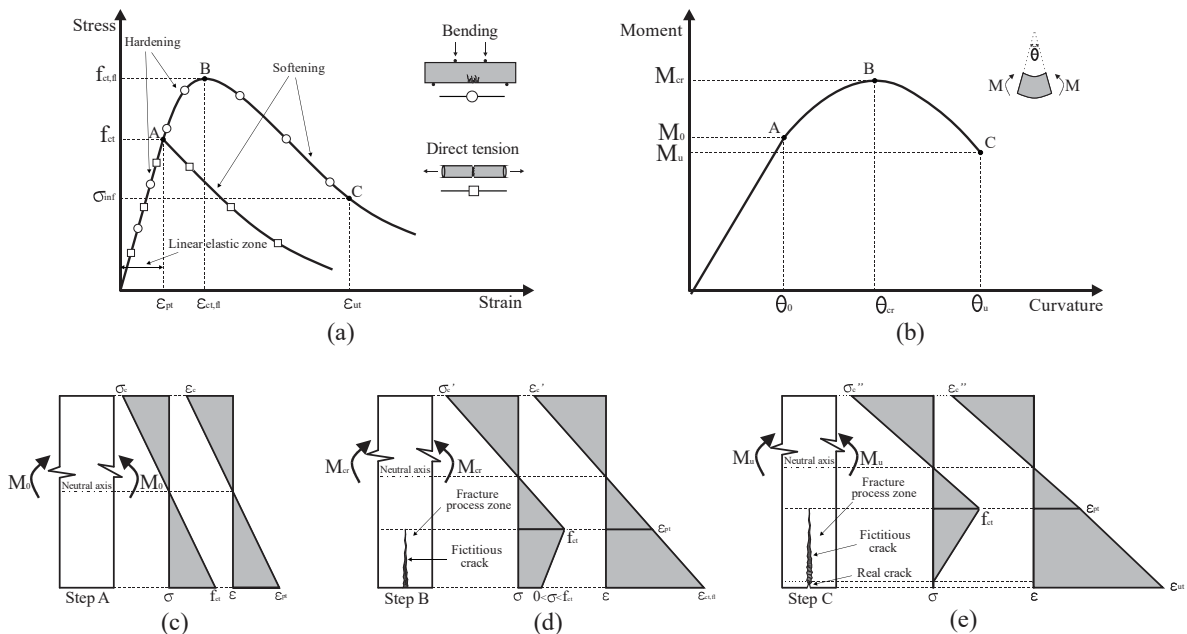 Stress
Hardening
B
f_ct,fl
Softening
A
f_ct
C
σ_inf
Linear elastic zone
ε_pt
ε_ct,fl
ε_ut
Strain
(a)
Bending
Direct tension
Moment
θ
M M
B
M_cr
A
M_0
C
M_u
θ_0
θ_cr
θ_u
Curvature
(b)
σ_c ε_c
M_0 M_0
Neutral axis
Step A σ f_ct ε ε_pt
(c)
σ_c' ε_c'
M_cr M_cr
Neutral axis
Fracture
process zone
f_ct
ε_pt
Fictitious
crack
Step B σ 0<σ<f_ct ε ε_ct,fl
(d)
σ_c'' ε_c''
M_u M_u
Neutral axis
Fracture
process zone
f_ct
ε_pt
Fictitious
crack
Real crack
Step C σ ε ε_ut
(e)